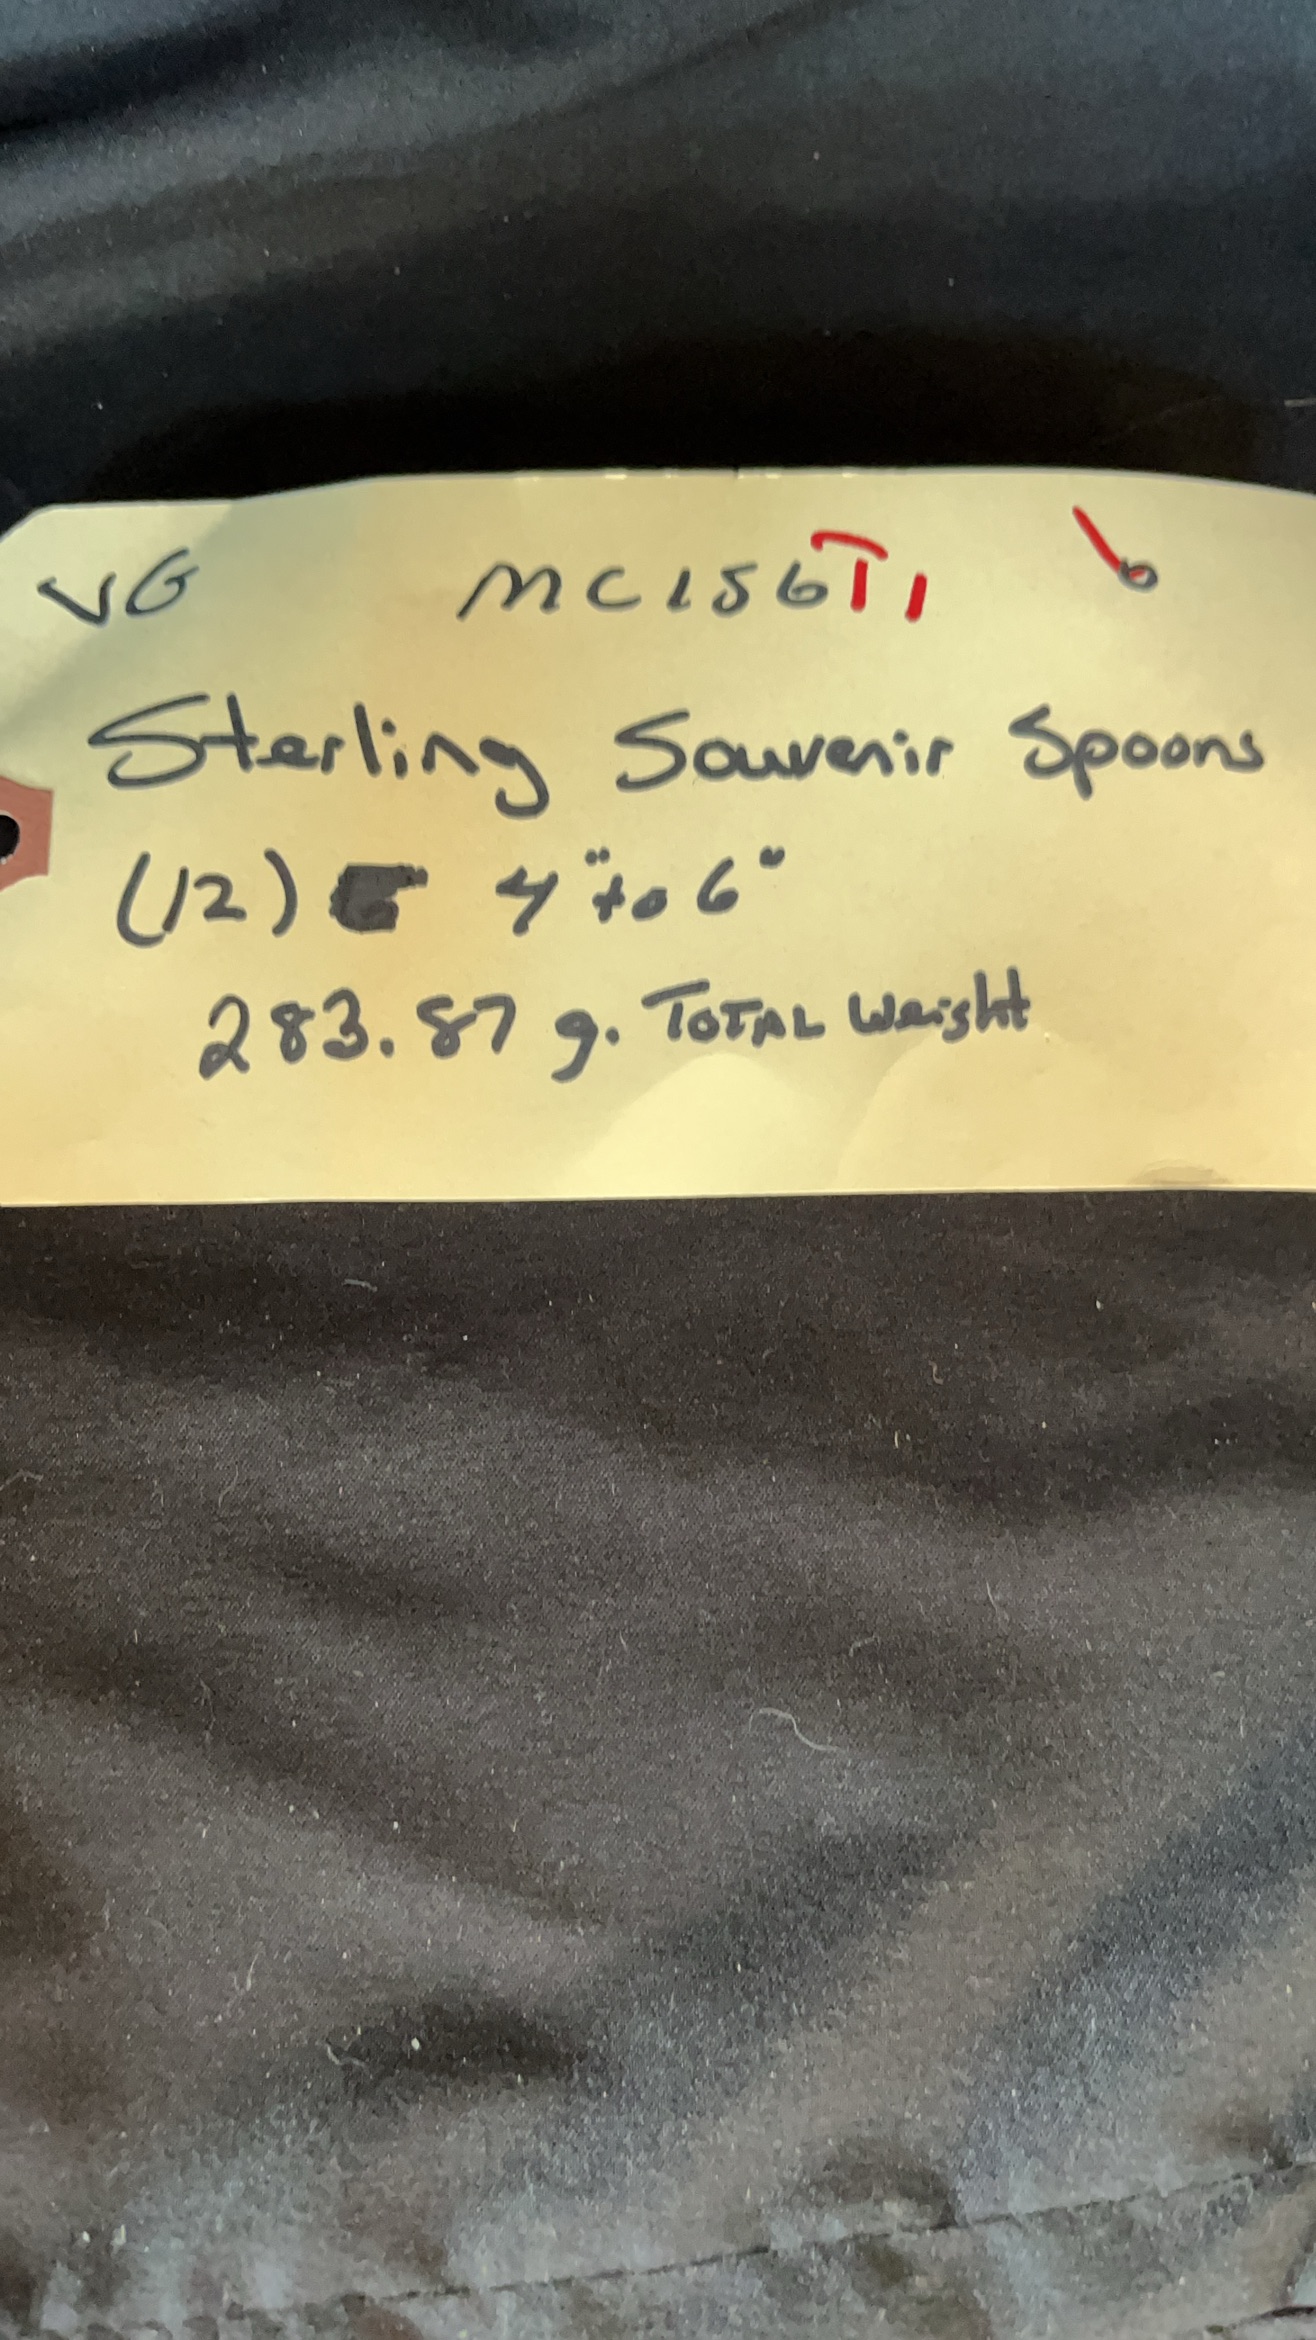 VG MC156T1 6
Sterling Souvenir Spoons
(12) 4" to 6"
283.87 g. TOTAL Weight